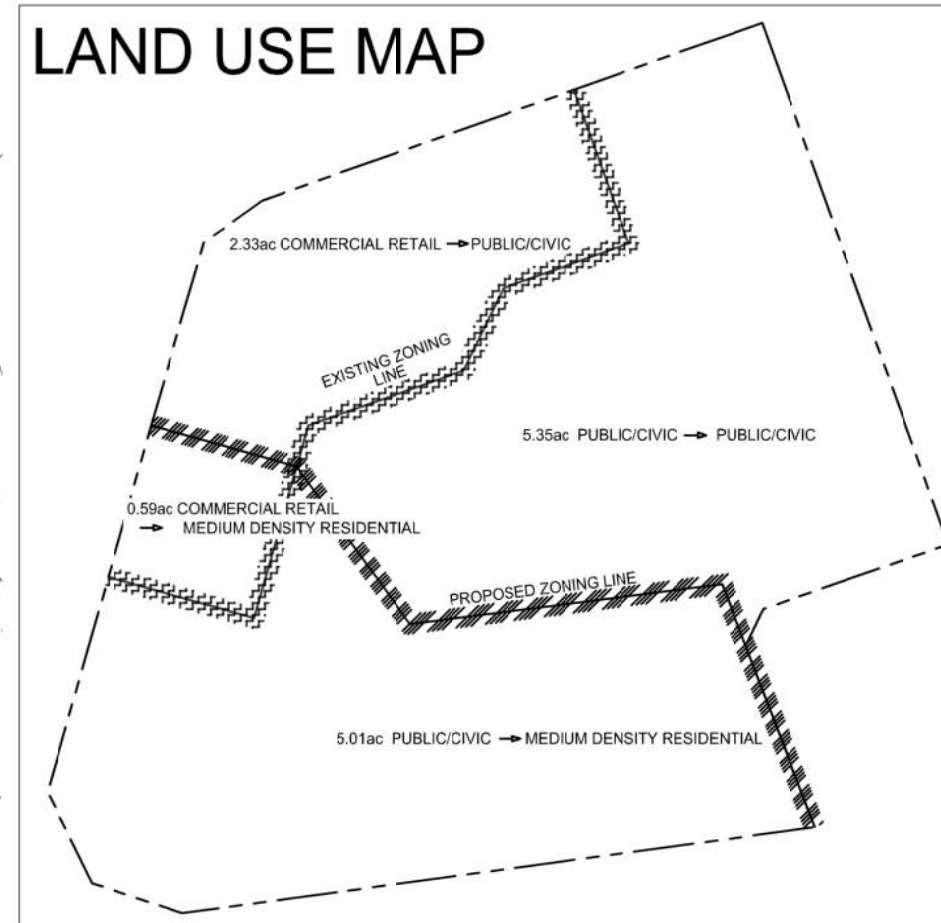 LAND USE MAP
2.33ac COMMERCIAL RETAIL → PUBLIC/CIVIC
EXISTING ZONING
LINE
5.35ac PUBLIC/CIVIC → PUBLIC/CIVIC
0.59ac COMMERCIAL RETAIL
→ MEDIUM DENSITY RESIDENTIAL
PROPOSED ZONING LINE
5.01ac PUBLIC/CIVIC → MEDIUM DENSITY RESIDENTIAL